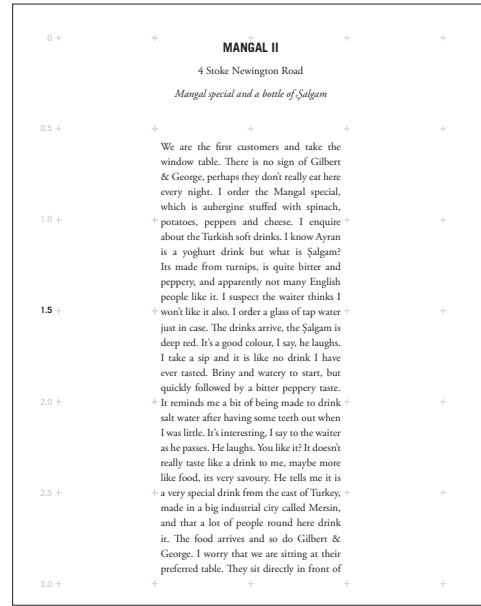 0 +
MANGAL II
4 Stoke Newington Road
Mangal special and a bottle of Şalgam
0.5 +
We are the first customers and take the
window table. There is no sign of Gilbert
& George, perhaps they don't really eat here
every night. I order the Mangal special,
which is aubergine stuffed with spinach,
1.0 +
potatoes, peppers and cheese. I enquire
about the Turkish soft drinks. I know Ayran
is a yoghurt drink but what is Şalgam?
Its made from turnips, is quite bitter and
peppery, and apparently not many English
people like it. I suspect the waiter thinks I
1.5 +
won't like it also. I order a glass of tap water
just in case. The drinks arrive, the Şalgam is
deep red. It's a good colour, I say, he laughs.
I take a sip and it is like no drink I have
ever tasted. Briny and watery to start, but
quickly followed by a bitter peppery taste.
2.0 +
It reminds me a bit of being made to drink
salt water after having some teeth out when
I was little. It's interesting, I say to the waiter
as he passes. He laughs. You like it? It doesn't
really taste like a drink to me, maybe more
like food, its very savoury. He tells me it is
2.5 +
a very special drink from the east of Turkey,
made in a big industrial city called Mersin,
and that a lot of people round here drink
it. The food arrives and so do Gilbert &
George. I worry that we are sitting at their
preferred table. They sit directly in front of
3.0 +